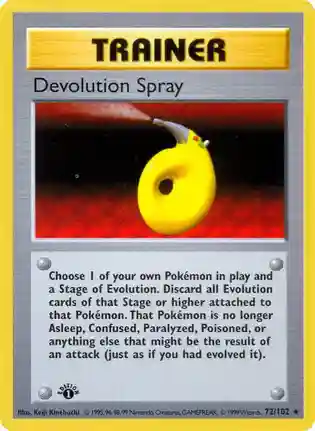 TRAINER
Devolution Spray
Choose 1 of your own Pokémon in play and
a Stage of Evolution. Discard all Evolution
cards of that Stage or higher attached to
that Pokémon. That Pokémon is no longer
Asleep, Confused, Paralyzed, Poisoned, or
anything else that might be the result of
an attack (just as if you had evolved it).
EDITION
1
Illus. Keiji Kinebuchi © 1995, 96, 98, 99 Nintendo, Creatures, GAMEFREAK. © 1999 Wizards. 72/102 ★